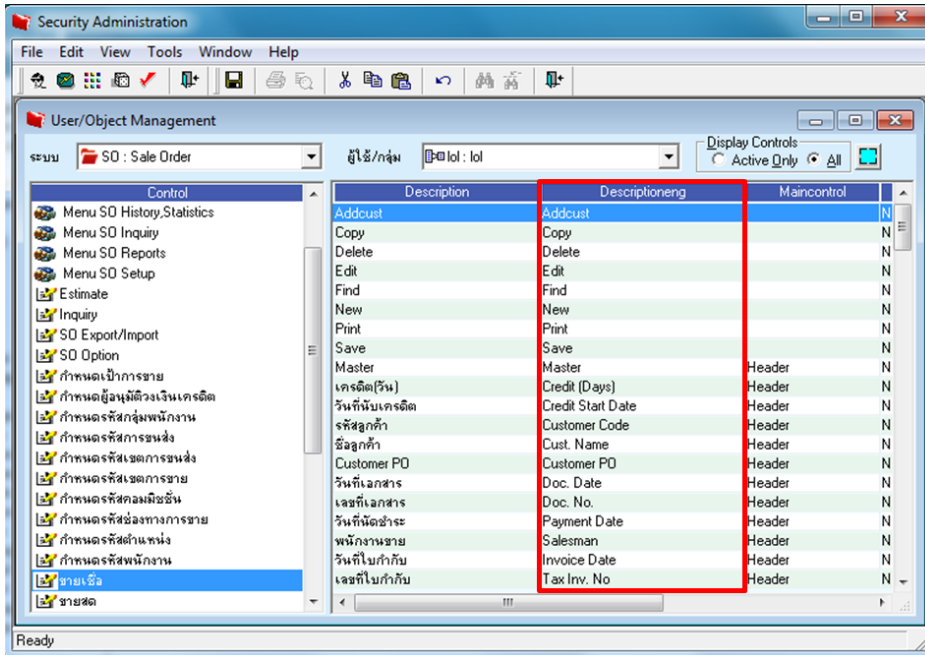 Security Administration
File Edit View Tools Window Help
User/Object Management
ระบบ SO : Sale Order ผู้ใช้/กลุ่ม lol : lol Display Controls Active Only All
Control
Menu SO History,Statistics
Menu SO Inquiry
Menu SO Reports
Menu SO Setup
Estimate
Inquiry
SO Export/Import
SO Option
กำหนดเป้าการขาย
กำหนดผู้อนุมัติวงเงินเครดิต
กำหนดรหัสกลุ่มพนักงาน
กำหนดรหัสการขนส่ง
กำหนดรหัสเขตการขนส่ง
กำหนดรหัสเขตการขาย
กำหนดรหัสคอมมิชชั่น
กำหนดรหัสช่องทางการขาย
กำหนดรหัสตำแหน่ง
กำหนดรหัสพนักงาน
ขายเชื่อ
ขายสด
Description Descriptioneng Maincontrol
Addcust Addcust N
Copy Copy N
Delete Delete N
Edit Edit N
Find Find N
New New N
Print Print N
Save Save N
Master Master Header N
เครดิต(วัน) Credit (Days) Header N
วันที่นับเครดิต Credit Start Date Header N
รหัสลูกค้า Customer Code Header N
ชื่อลูกค้า Cust. Name Header N
Customer PO Customer PO Header N
วันที่เอกสาร Doc. Date Header N
เลขที่เอกสาร Doc. No. Header N
วันที่นัดชำระ Payment Date Header N
พนักงานขาย Salesman Header N
วันที่ใบกำกับ Invoice Date Header N
เลขที่ใบกำกับ Tax Inv. No Header N
Ready